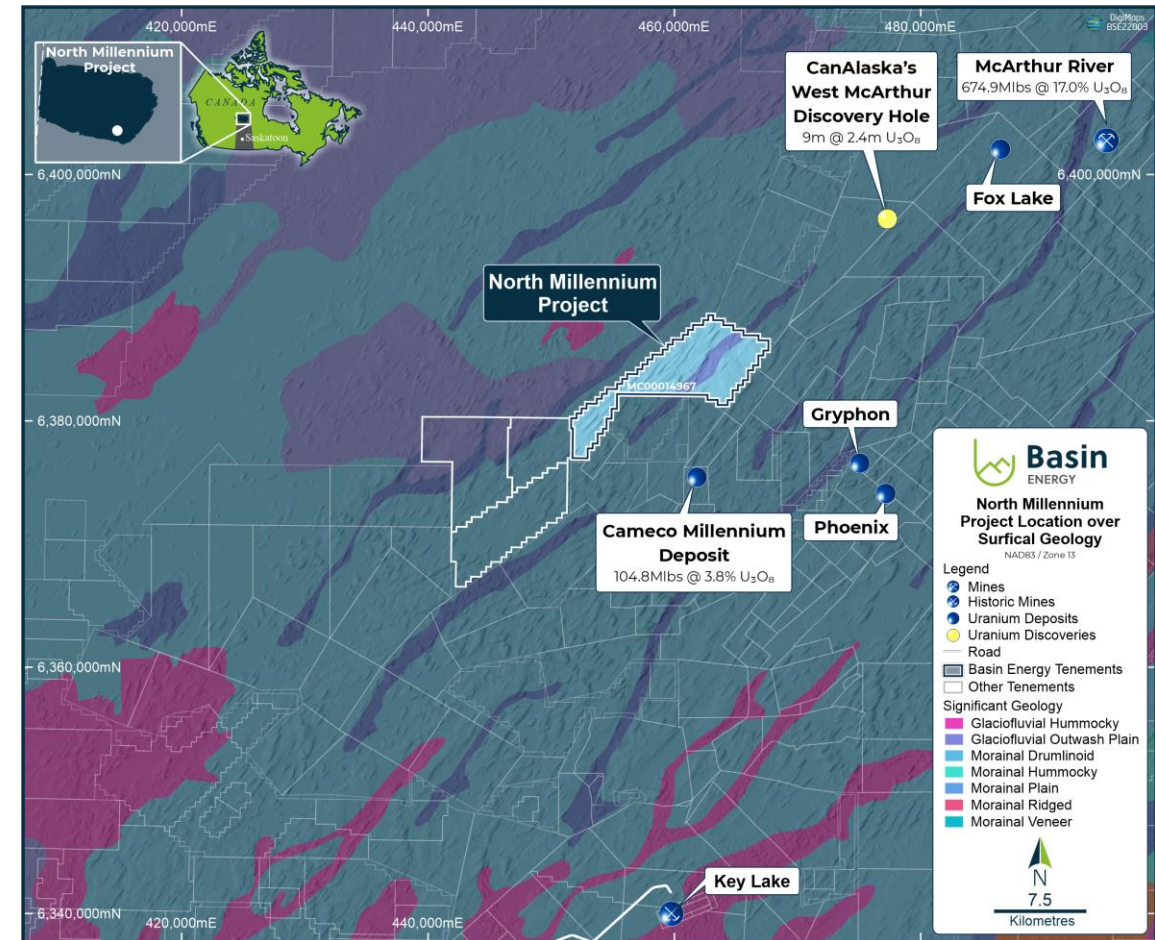 420,000mE
440,000mE
460,000mE
480,000mE
DigiMaps
BSE22003
North Millennium
Project
CANADA
Saskatoon
CanAlaska's
West McArthur
Discovery Hole
9m @ 2.4m U₃O₈
McArthur River
674.9Mlbs @ 17.0% U₃O₈
6,400,000mN
6,400,000mN
Fox Lake
North Millennium
Project
MC00014967
6,380,000mN
Gryphon
Phoenix
Cameco Millennium
Deposit
104.8Mlbs @ 3.8% U₃O₈
6,360,000mN
Key Lake
6,340,000mN
420,000mE
440,000mE
Basin
ENERGY
North Millennium
Project Location over
Surfical Geology
NAD83 / Zone 13
Legend
Mines
Historic Mines
Uranium Deposits
Uranium Discoveries
Road
Basin Energy Tenements
Other Tenements
Significant Geology
Glaciofluvial Hummocky
Glaciofluvial Outwash Plain
Morainal Drumlinoid
Morainal Hummocky
Morainal Plain
Morainal Ridged
Morainal Veneer
N
7.5
Kilometres